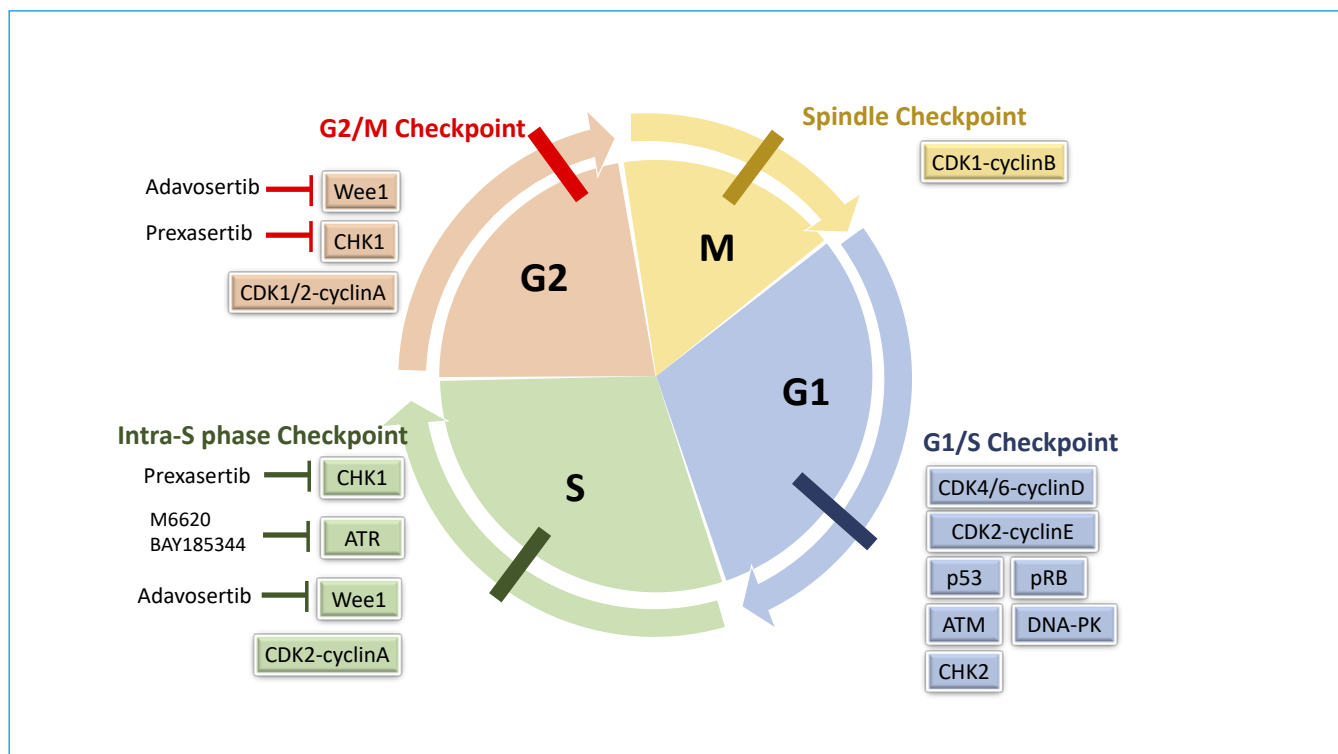 G2/M Checkpoint
Adavosertib
Wee1
Prexasertib
CHK1
CDK1/2-cyclinA
Spindle Checkpoint
CDK1-cyclinB
G2
M
G1
S
Intra-S phase Checkpoint
Prexasertib
CHK1
M6620
BAY185344
ATR
Adavosertib
Wee1
CDK2-cyclinA
G1/S Checkpoint
CDK4/6-cyclinD
CDK2-cyclinE
p53 pRB
ATM DNA-PK
CHK2